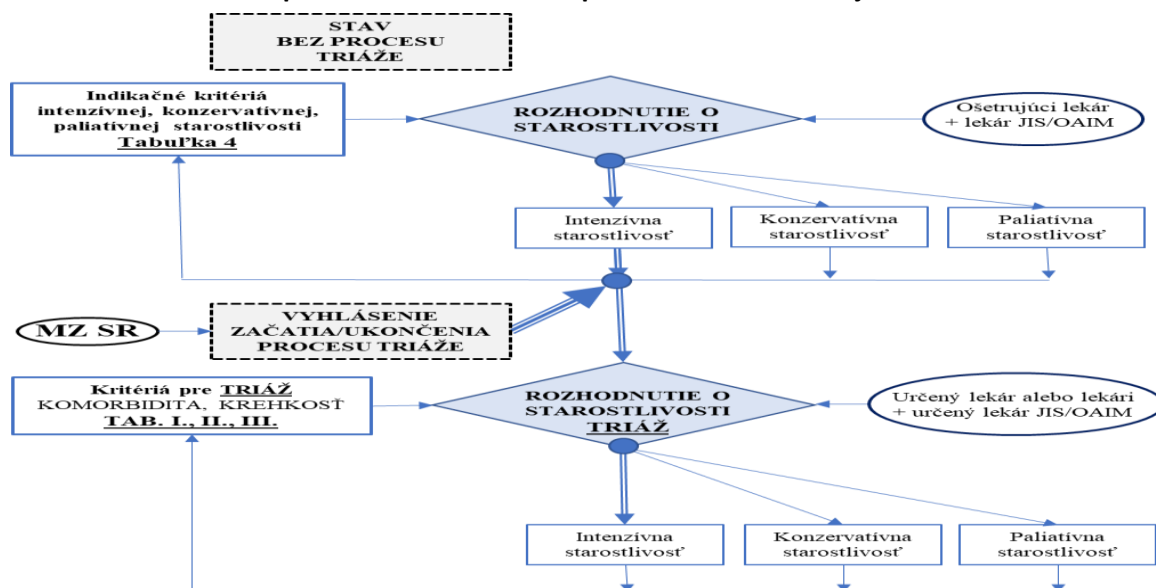 STAV
BEZ PROCESU
TRIÁŽE
Indikačné kritériá
intenzívnej, konzervatívnej,
paliatívnej starostlivosti
Tabuľka 4
ROZHODNUTIE O
STAROSTLIVOSTI
Ošetrujúci lekár
+ lekár JIS/OAIM
Intenzívna
starostlivosť
Konzervatívna
starostlivosť
Paliatívna
starostlivosť
MZ SR
VYHLÁSENIE
ZAČATIA/UKONČENIA
PROCESU TRIÁŽE
Kritériá pre TRIÁŽ
KOMORBIDITA, KREHKOSŤ
TAB. I., II., III.
ROZHODNUTIE O
STAROSTLIVOSTI
TRIÁŽ
Určený lekár alebo lekári
+ určený lekár JIS/OAIM
Intenzívna
starostlivosť
Konzervatívna
starostlivosť
Paliatívna
starostlivosť